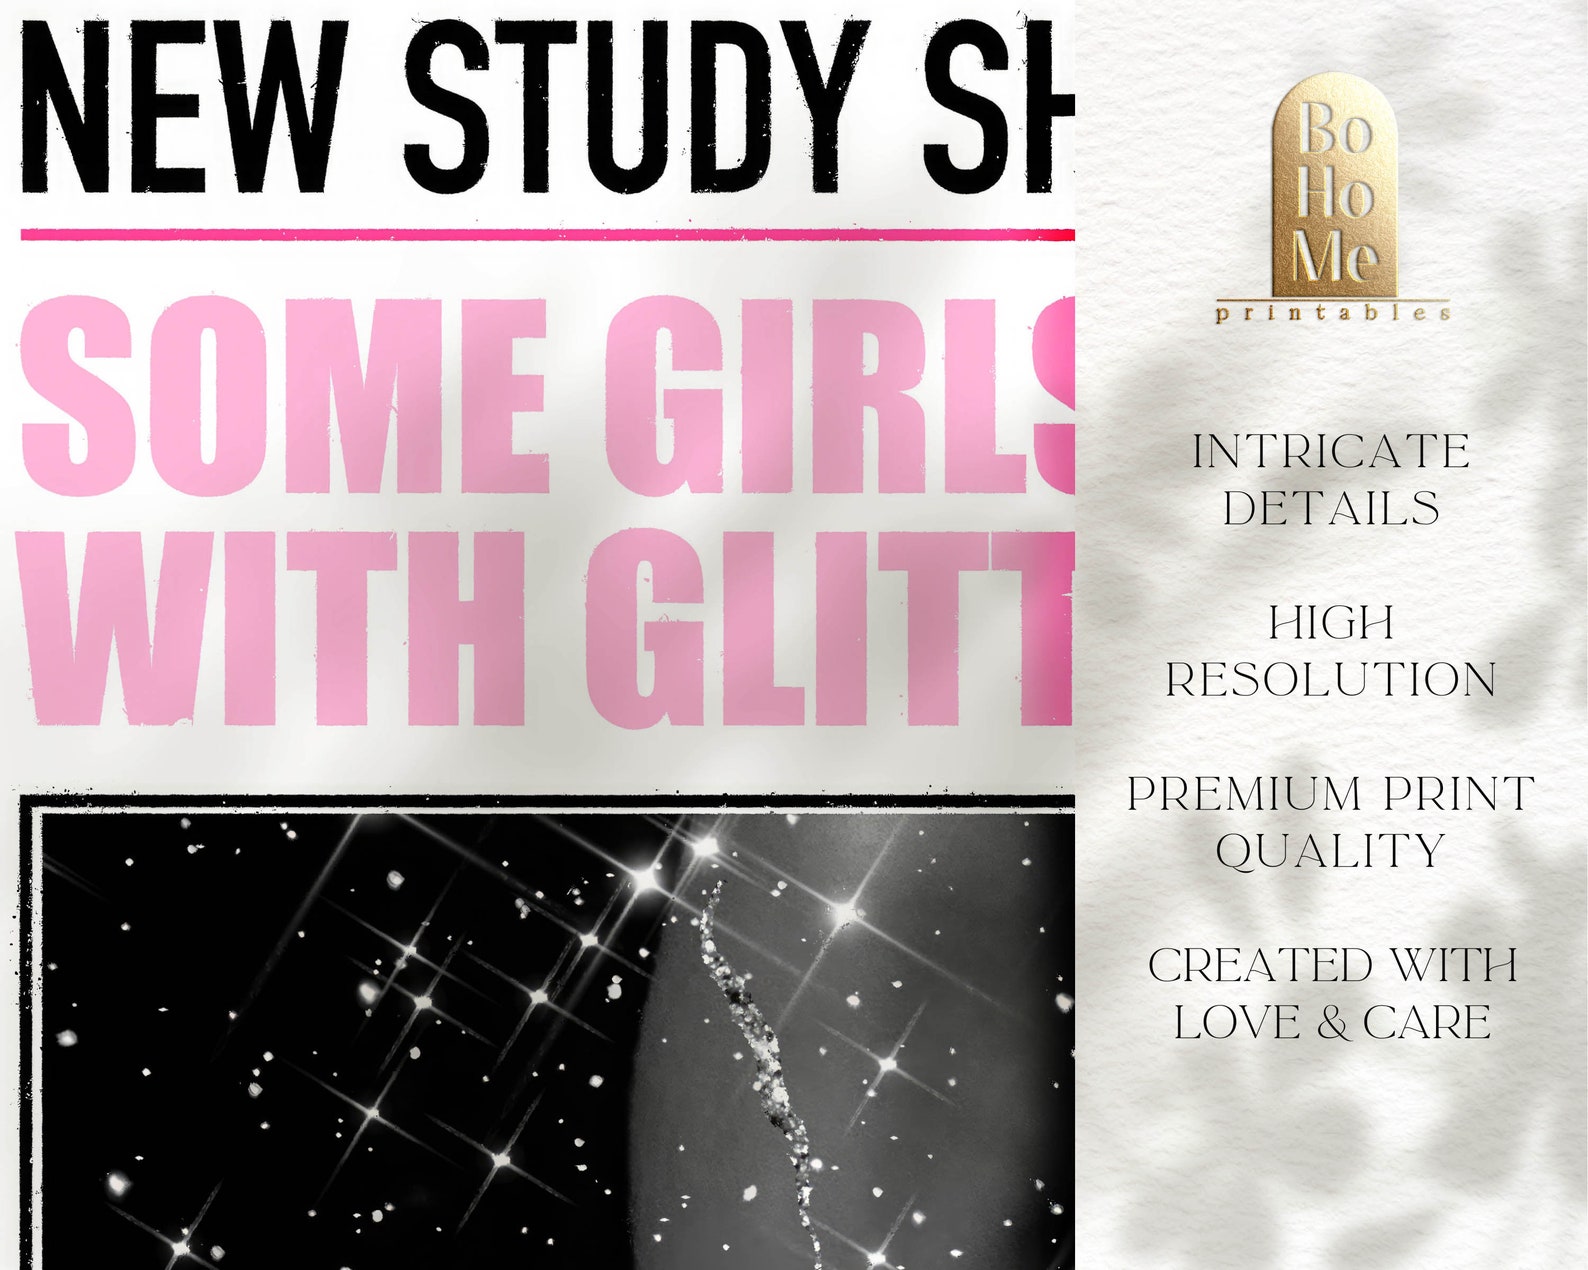 NEW STUDY SH
SOME GIRLS
WITH GLITT
Bo
Ho
Me
printables
INTRICATE
DETAILS
HIGH
RESOLUTION
PREMIUM PRINT
QUALITY
CREATED WITH
LOVE & CARE